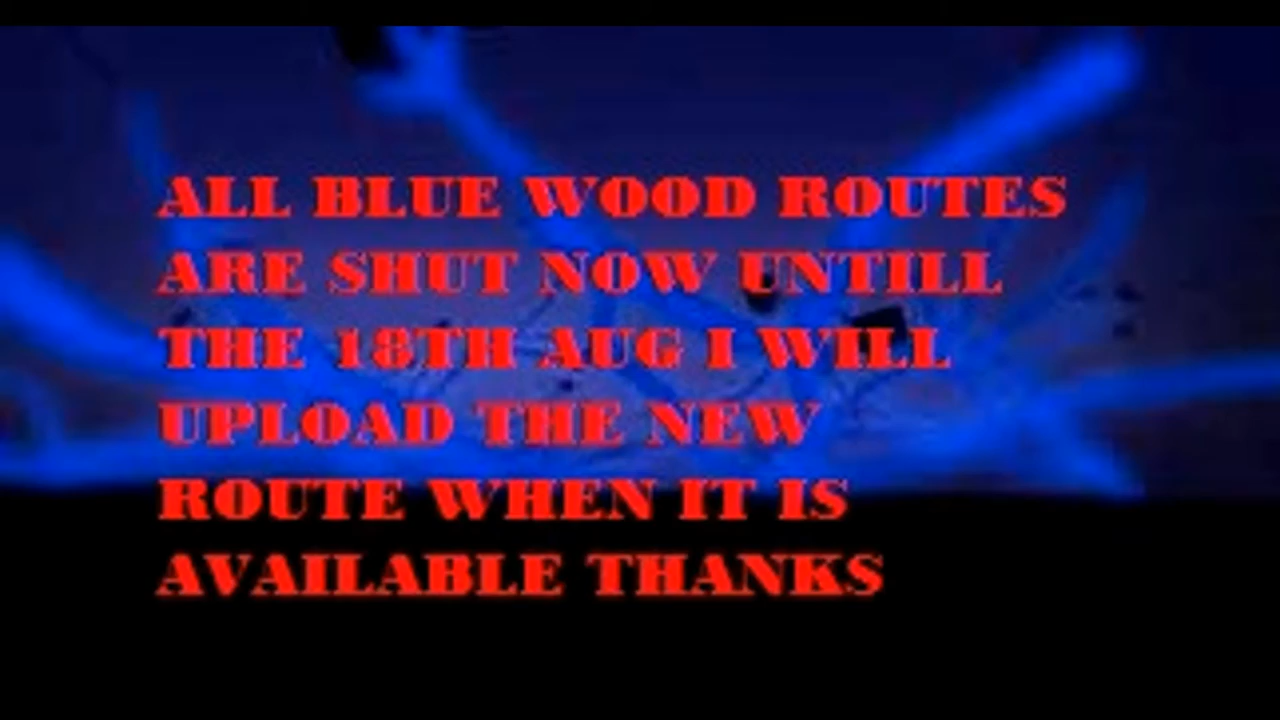 ALL BLUE WOOD ROUTES
ARE SHUT NOW UNTILL
THE 18TH AUG I WILL
UPLOAD THE NEW
ROUTE WHEN IT IS
AVAILABLE THANKS